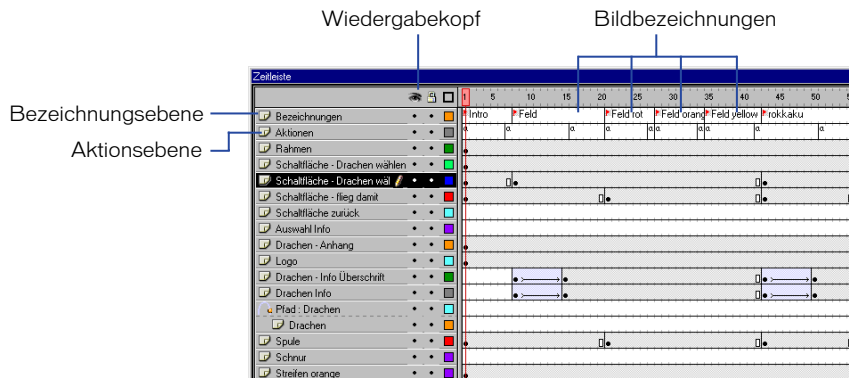 Wiedergabekopf
Bildbezeichnungen
Zeitleiste
1 5 10 15 20 25 30 35 40 45 50
Bezeichnungsebene
Bezeichnungen
Intro Feld Feld rot Feld orang Feld yellow rokkaku
Aktionsebene
Aktionen
a a a a a a a a a a
Rahmen
Schaltfläche - Drachen wählen
Schaltfläche - Drachen wäl
Schaltfläche - flieg damit
Schaltfläche zurück
Auswahl Info
Drachen - Anhang
Logo
Drachen - Info Überschrift
Drachen Info
Pfad : Drachen
Drachen
Spule
Schnur
Streifen orange